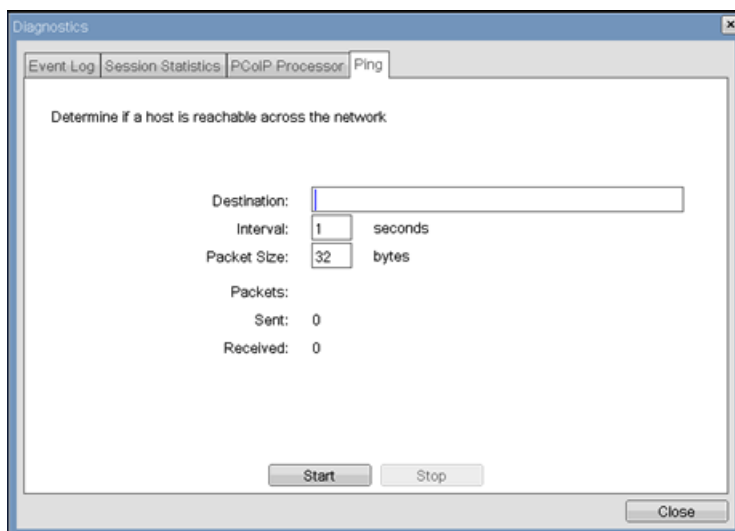 Diagnostics
Event Log Session Statistics PCoIP Processor Ping
Determine if a host is reachable across the network
Destination:
Interval: 1 seconds
Packet Size: 32 bytes
Packets:
Sent: 0
Received: 0
Start Stop
Close